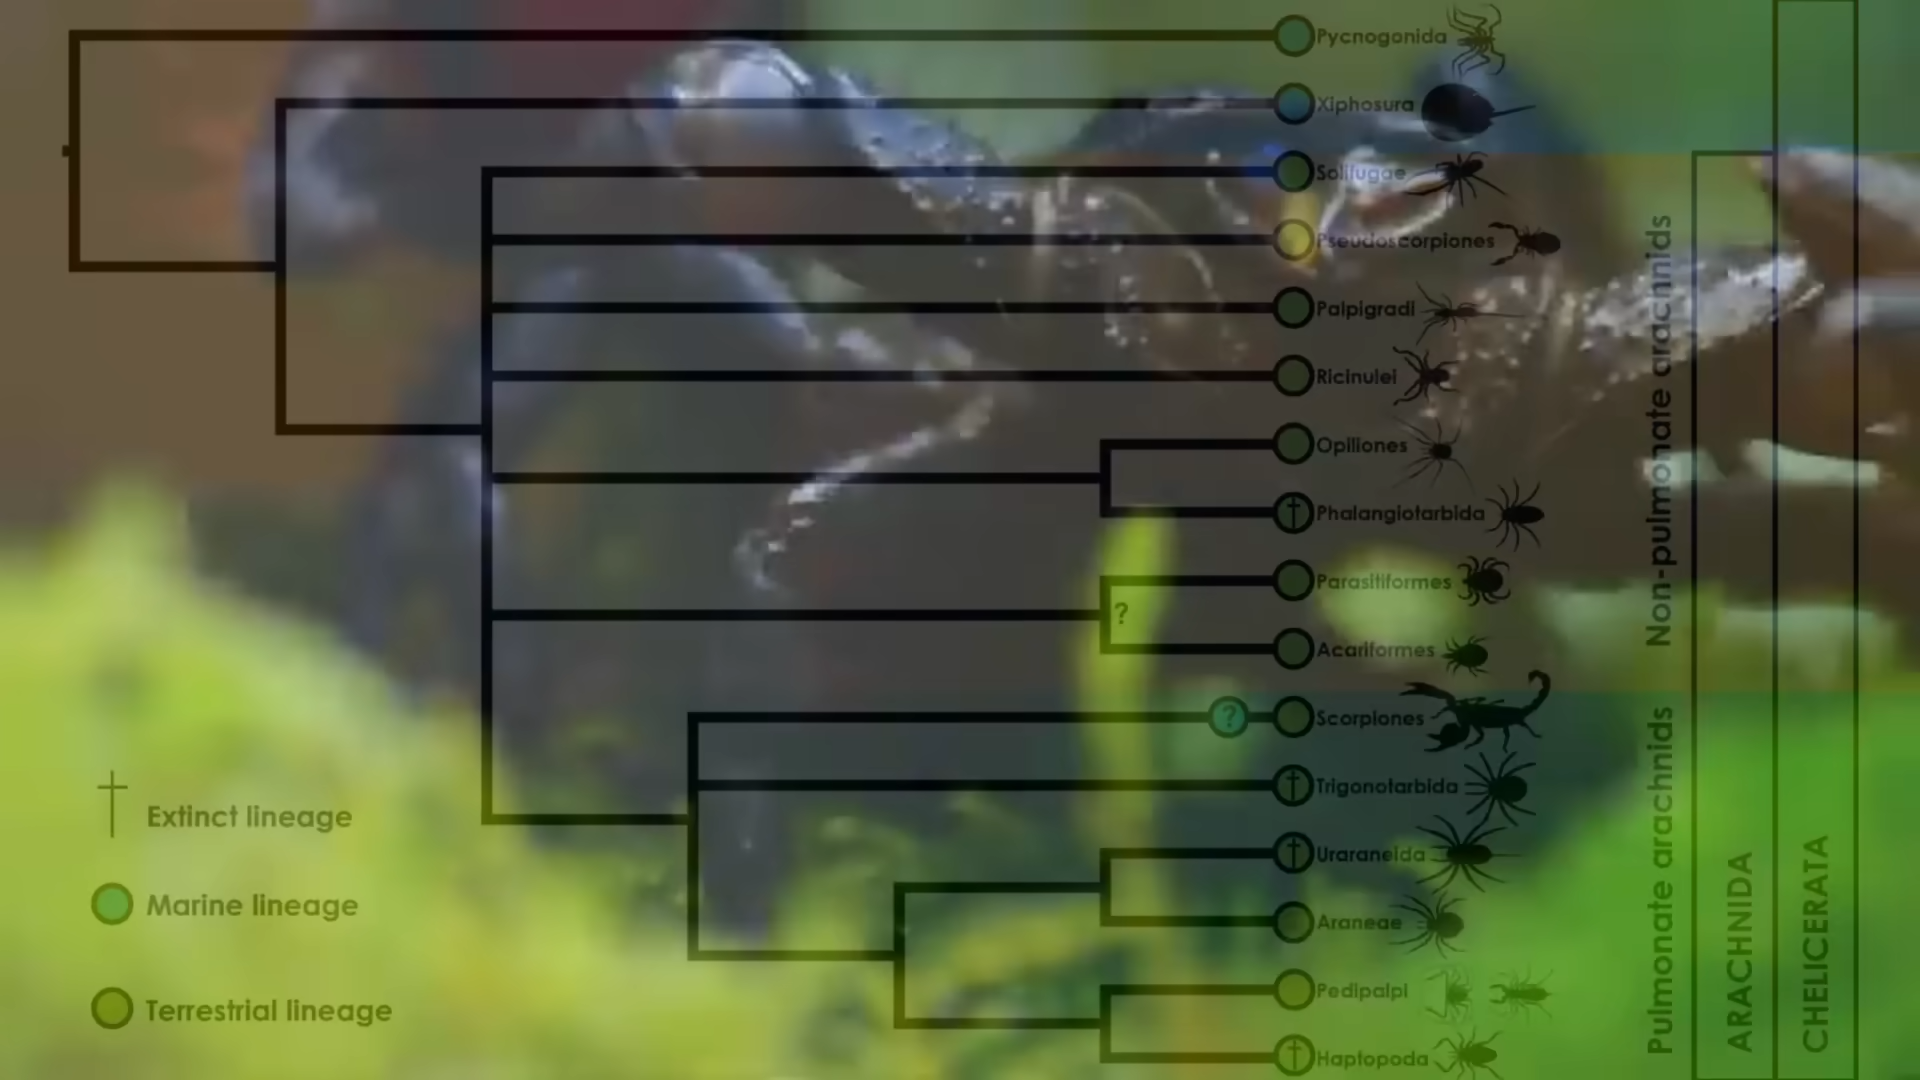 Pycnogonida
Xiphosura
Solifugae
Pseudoscorpiones
Palpigradi
Ricinulei
Opiliones
Phalangiotarbida
Parasitiformes
?
Acariformes
?
Scorpiones
Trigonotarbida
Uraraneida
Araneae
Pedipalpi
Haptopoda
Extinct lineage
Marine lineage
Terrestrial lineage
Non-pulmonate arachnids
Pulmonate arachnids
ARACHNIDA
CHELICERATA